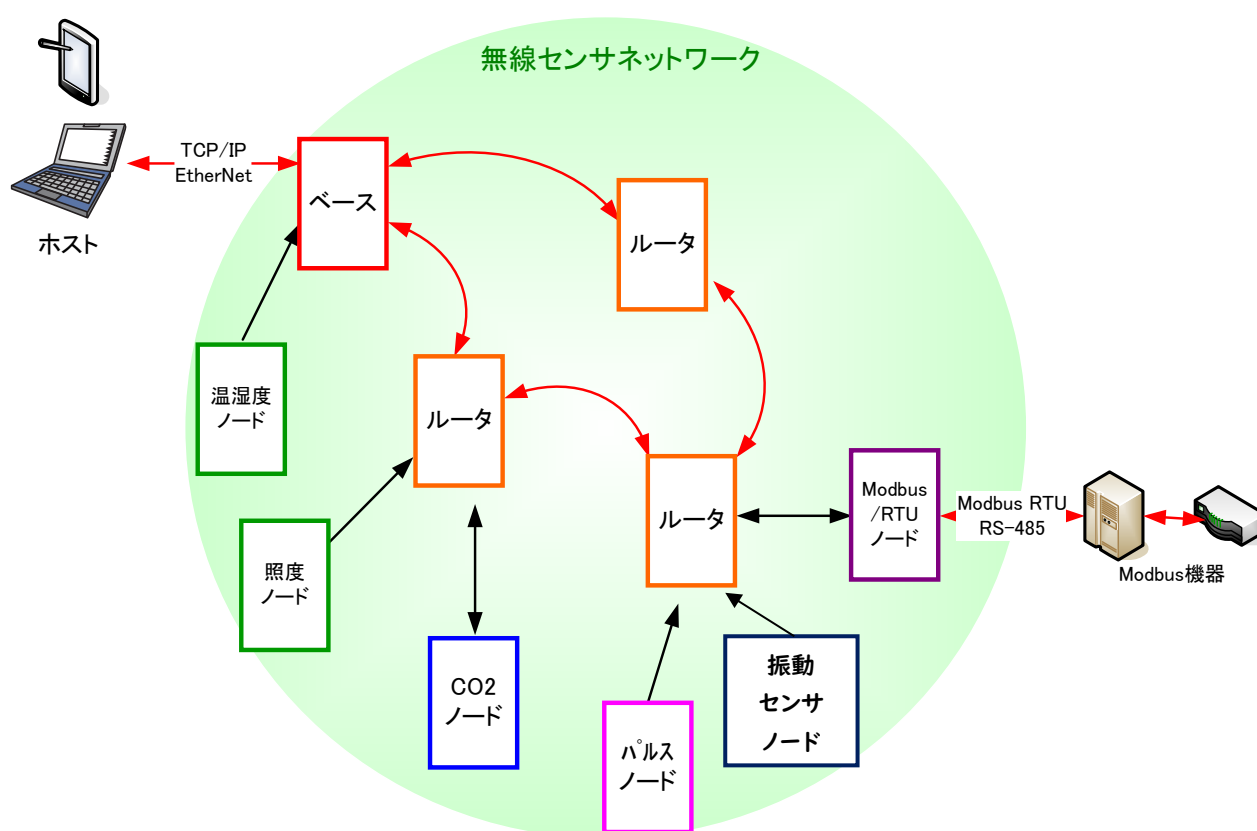 無線センサネットワーク
TCP/IP
EtherNet
ホスト
ベース
ルータ
温湿度
ノード
ルータ
照度
ノード
ルータ
Modbus
/RTU
ノード
Modbus RTU
RS-485
Modbus機器
CO2
ノード
パルス
ノード
振動
センサ
ノード